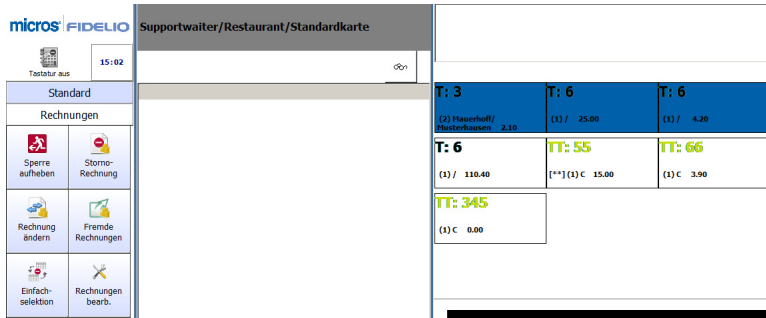 micros FIDELIO
Supportwaiter/Restaurant/Standardkarte
Tastatur aus
15:02
Standard
Rechnungen
Sperre
aufheben
Storno-
Rechnung
Rechnung
ändern
Fremde
Rechnungen
Einfach-
selektion
Rechnungen
bearb.
T: 3
(2) Mauerhoff/
Musterhausen 2.10
T: 6
(1) / 25.00
T: 6
(1) / 4.20
T: 6
(1) / 110.40
TT: 55
[**] (1) C 15.00
TT: 66
(1) C 3.90
TT: 345
(1) C 0.00